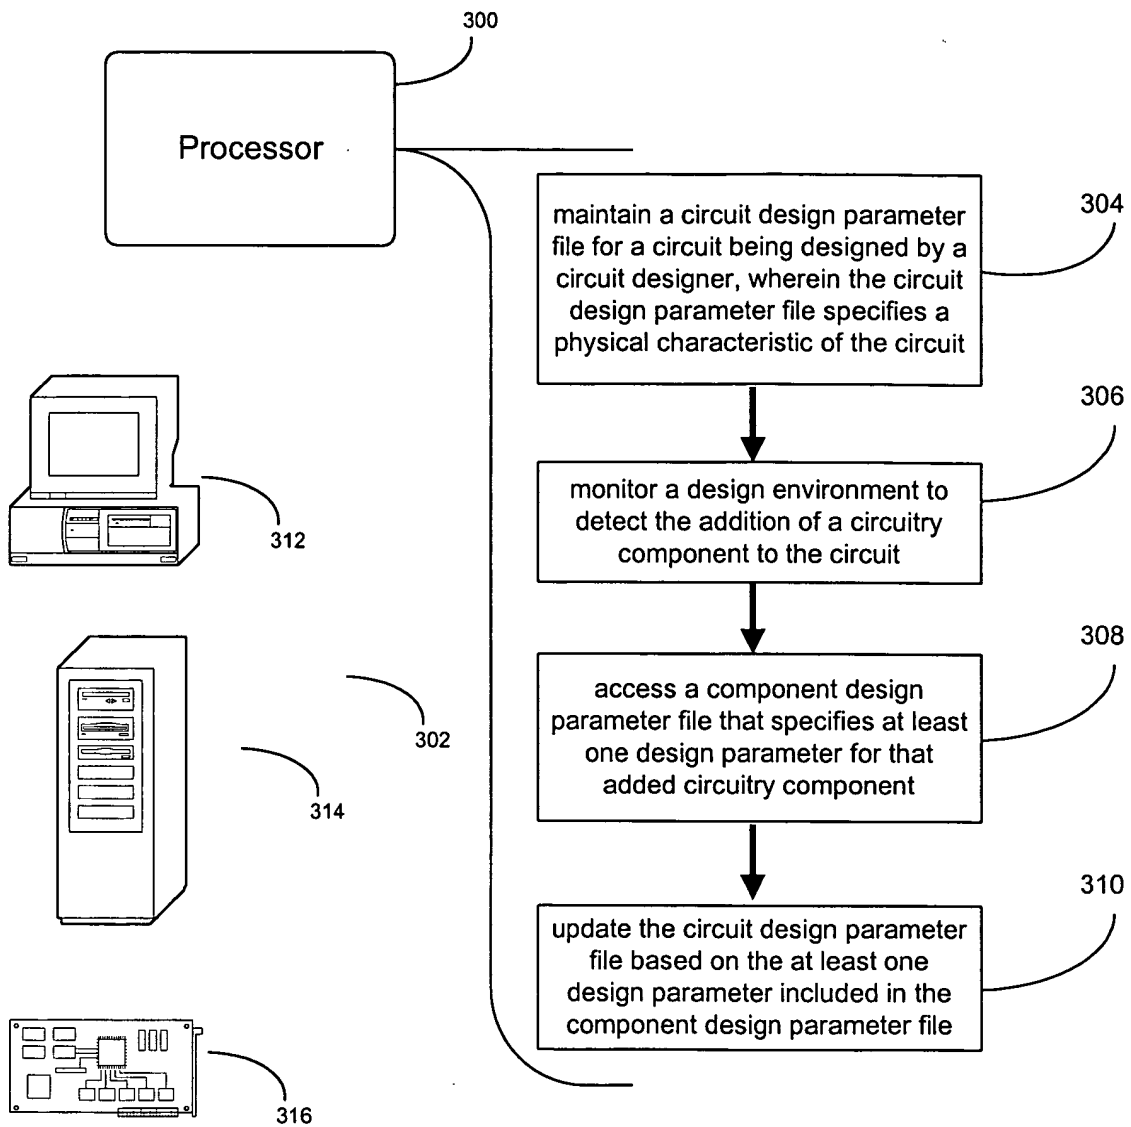 300
Processor
maintain a circuit design parameter
file for a circuit being designed by a
circuit designer, wherein the circuit
design parameter file specifies a
physical characteristic of the circuit
304
monitor a design environment to
detect the addition of a circuitry
component to the circuit
306
312
access a component design
parameter file that specifies at least
one design parameter for that
added circuitry component
308
302
314
update the circuit design parameter
file based on the at least one
design parameter included in the
component design parameter file
310
316